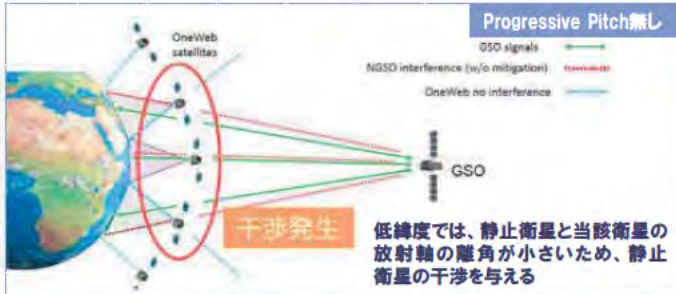 Progressive Pitch無し
OneWeb
satellites
GSO signals
NGSO interference (w/o mitigation)
OneWeb no interference
GSO
干渉発生
低緯度では、静止衛星と当該衛星の
放射軸の離角が小さいため、静止
衛星の干渉を与える